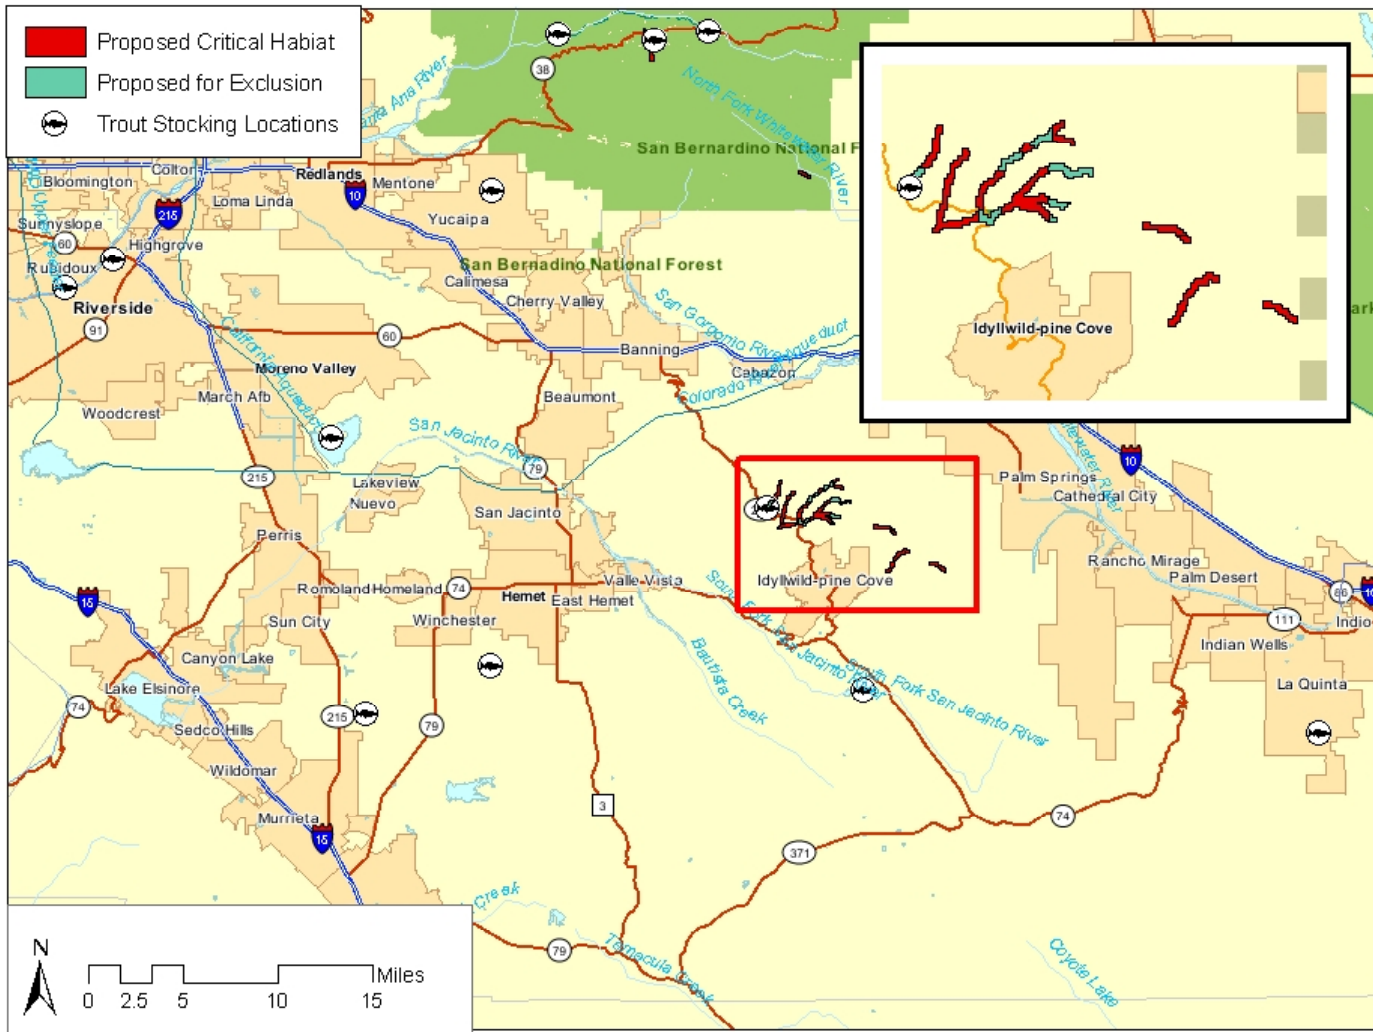 Proposed Critical Habiat
Proposed for Exclusion
Trout Stocking Locations
38
North Fork Whitewater River
San Bernardino National F
Colton
Bloomington
Redlands
Mentone
10
Loma Linda
215
Yucaipa
Sunnyslope
60
Highgrove
Rubidoux
San Bernadino National Forest
Calimesa
Cherry Valley
Riverside
91
60
San Gorgonio River
Banning
Cabazon
Moreno Valley
California Aqueduct
Colorado River Aqueduct
March Afb
Beaumont
Woodcrest
San Jacinto River
79
215
Lakeview
Nuevo
San Jacinto
Perris
Idyllwild-pine Cove
10
Palm Springs
Cathedral City
Rancho Mirage
Palm Desert
86
10
Indio
111
Indian Wells
La Quinta
Idyllwild-pine Cove
Valle Vista
Romoland
Homeland
74
Hemet
East Hemet
15
Sun City
Winchester
Canyon Lake
Bautista Creek
South Fork San Jacinto River
Lake Elsinore
74
215
79
Sedco Hills
Wildomar
Murrieta
15
3
74
371
Creek
79
Temacula Creek
Coyote Lake
N
Miles
0 2.5 5 10 15